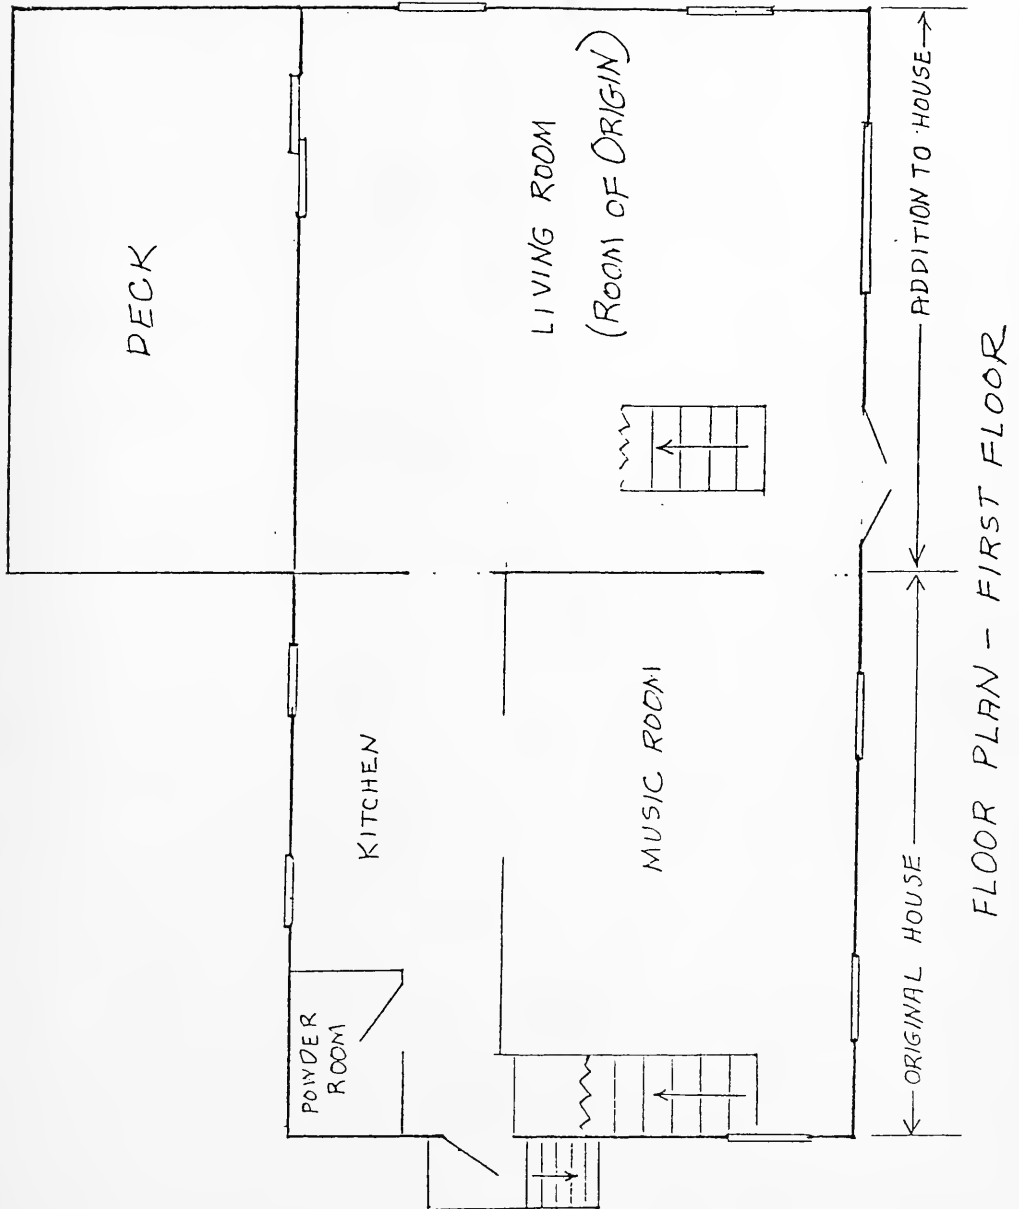 DECK
LIVING ROOM
(ROOM OF ORIGIN)
KITCHEN
POWDER
ROOM
MUSIC ROOM
ORIGINAL HOUSE
ADDITION TO HOUSE
FLOOR PLAN - FIRST FLOOR